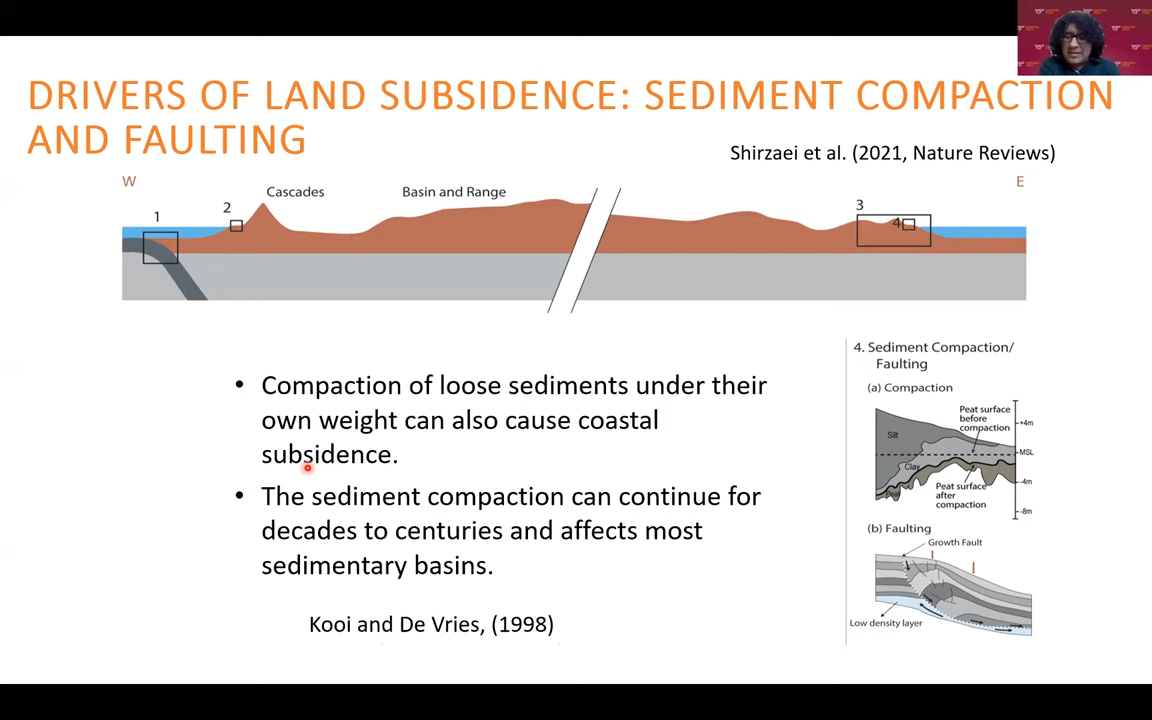 DRIVERS OF LAND SUBSIDENCE: SEDIMENT COMPACTION
AND FAULTING
Shirzaei et al. (2021, Nature Reviews)
W
E
Cascades
Basin and Range
1
2
3
4
• Compaction of loose sediments under their
own weight can also cause coastal
subsidence.
• The sediment compaction can continue for
decades to centuries and affects most
sedimentary basins.
Kooi and De Vries, (1998)
4. Sediment Compaction/
Faulting
(a) Compaction
Peat surface
before
compaction
+4m
Silt
MSL
Clay
-4m
Peat
Peat surface
after
compaction
-8m
(b) Faulting
Growth Fault
Low density layer